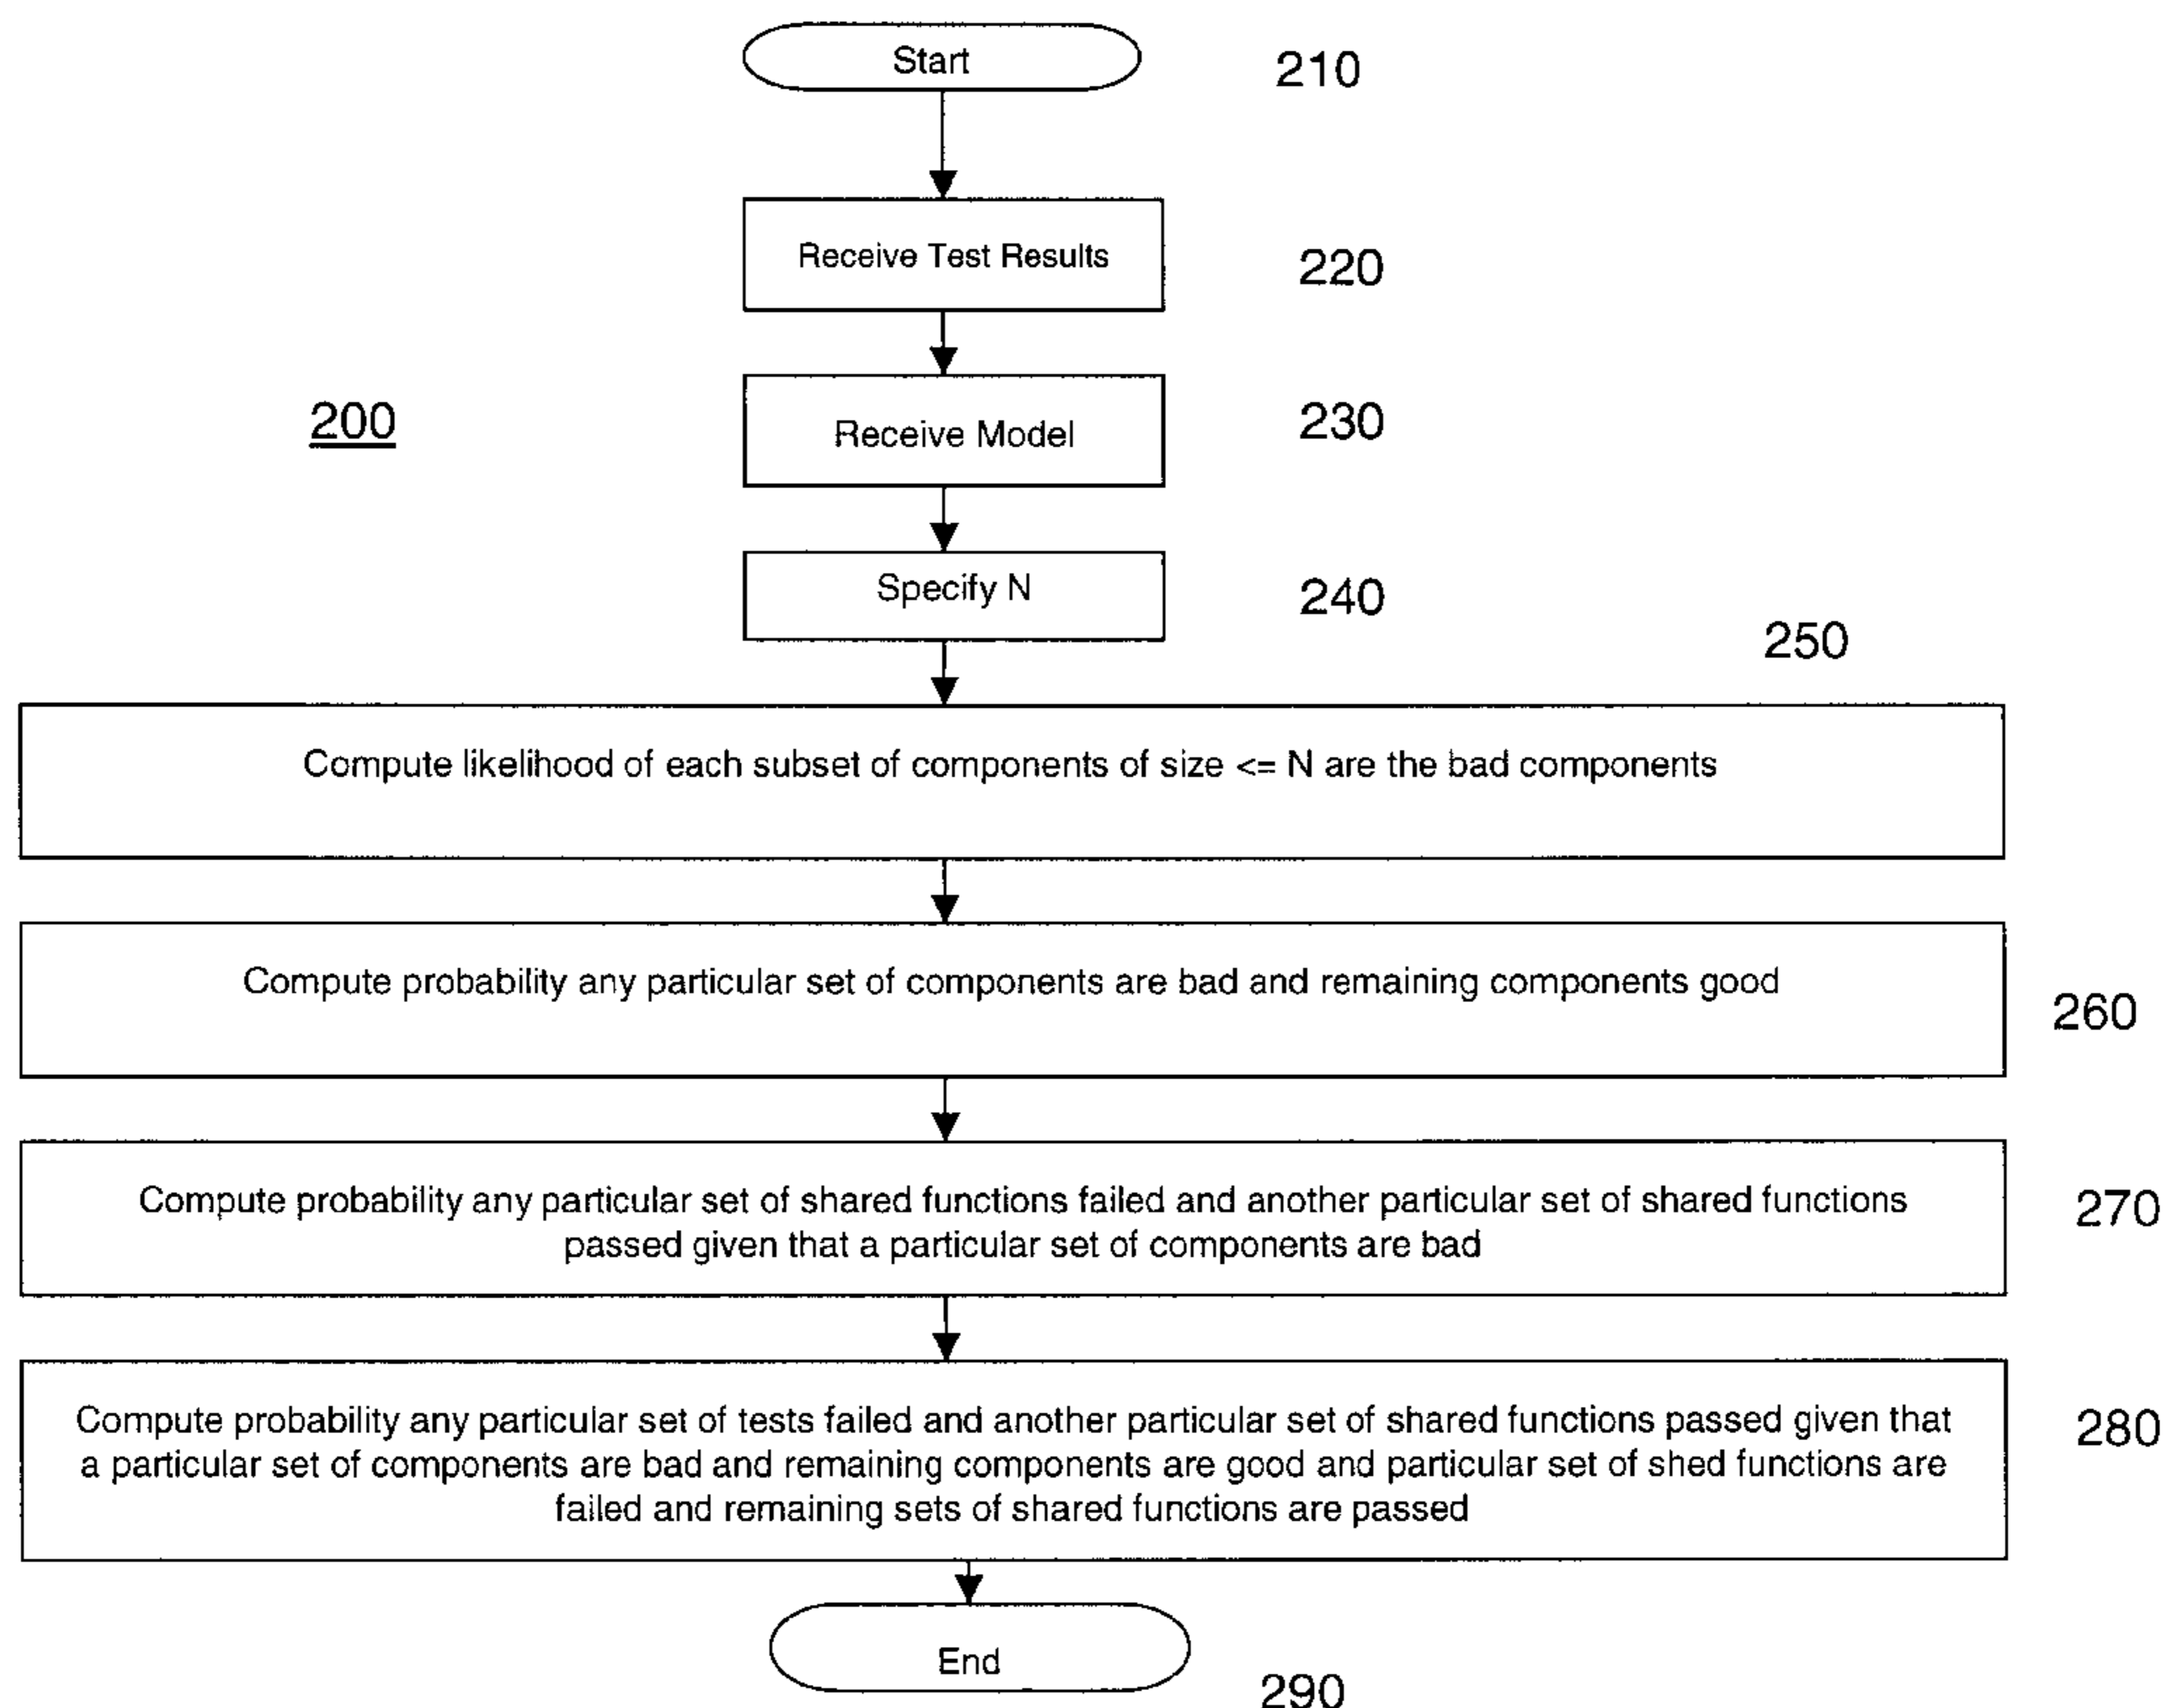 Start
210
Receive Test Results
220
200
Receive Model
230
Specify N
240
250
Compute likelihood of each subset of components of size <= N are the bad components
Compute probability any particular set of components are bad and remaining components good
260
Compute probability any particular set of shared functions failed and another particular set of shared functions
passed given that a particular set of components are bad
270
Compute probability any particular set of tests failed and another particular set of shared functions passed given that
a particular set of components are bad and remaining components are good and particular set of shed functions are
failed and remaining sets of shared functions are passed
280
End
290